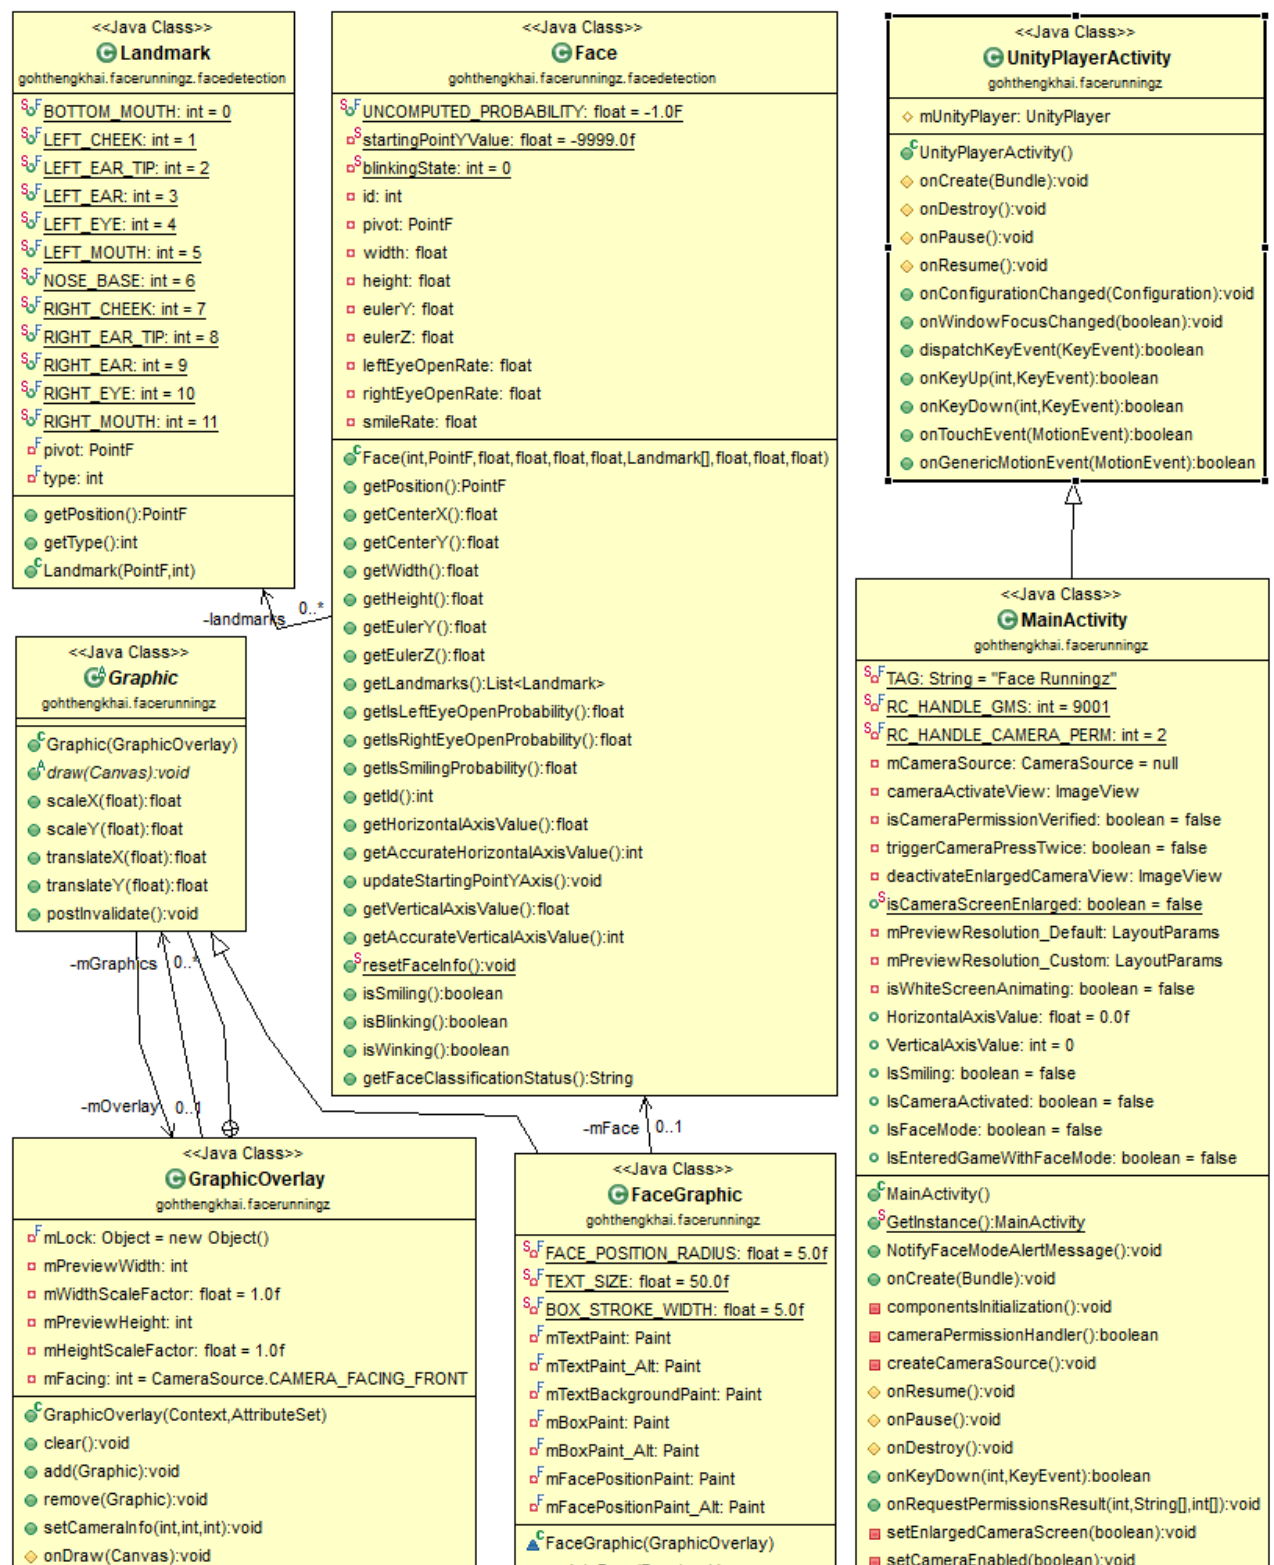 <<Java Class>>
Landmark
gohthengkhai.facerunningz.facedetection
BOTTOM_MOUTH: int = 0
LEFT_CHEEK: int = 1
LEFT_EAR_TIP: int = 2
LEFT_EAR: int = 3
LEFT_EYE: int = 4
LEFT_MOUTH: int = 5
NOSE_BASE: int = 6
RIGHT_CHEEK: int = 7
RIGHT_EAR_TIP: int = 8
RIGHT_EAR: int = 9
RIGHT_EYE: int = 10
RIGHT_MOUTH: int = 11
pivot: PointF
type: int
getPosition():PointF
getType():int
Landmark(PointF,int)
-landmarks
0..*
<<Java Class>>
Face
gohthengkhai.facerunningz.facedetection
UNCOMPUTED_PROBABILITY: float = -1.0F
startingPointYValue: float = -9999.0f
blinkingState: int = 0
id: int
pivot: PointF
width: float
height: float
eulerY: float
eulerZ: float
leftEyeOpenRate: float
rightEyeOpenRate: float
smileRate: float
Face(int,PointF,float,float,float,float,Landmark[],float,float,float)
getPosition():PointF
getCenterX():float
getCenterY():float
getWidth():float
getHeight():float
getEulerY():float
getEulerZ():float
getLandmarks():List<Landmark>
getIsLeftEyeOpenProbability():float
getIsRightEyeOpenProbability():float
getIsSmilingProbability():float
getId():int
getHorizontalAxisValue():float
getAccurateHorizontalAxisValue():int
updateStartingPointYAxis():void
getVerticalAxisValue():float
getAccurateVerticalAxisValue():int
resetFaceInfo():void
isSmiling():boolean
isBlinking():boolean
isWinking():boolean
getFaceClassificationStatus():String
<<Java Class>>
UnityPlayerActivity
gohthengkhai.facerunningz
mUnityPlayer: UnityPlayer
UnityPlayerActivity()
onCreate(Bundle):void
onDestroy():void
onPause():void
onResume():void
onConfigurationChanged(Configuration):void
onWindowFocusChanged(boolean):void
dispatchKeyEvent(KeyEvent):boolean
onKeyUp(int,KeyEvent):boolean
onKeyDown(int,KeyEvent):boolean
onTouchEvent(MotionEvent):boolean
onGenericMotionEvent(MotionEvent):boolean
<<Java Class>>
Graphic
gohthengkhai.facerunningz
Graphic(GraphicOverlay)
draw(Canvas):void
scaleX(float):float
scaleY(float):float
translateX(float):float
translateY(float):float
postInvalidate():void
-mGraphics
0..*
-mOverlay
0..1
-mFace
0..1
<<Java Class>>
GraphicOverlay
gohthengkhai.facerunningz
mLock: Object = new Object()
mPreviewWidth: int
mWidthScaleFactor: float = 1.0f
mPreviewHeight: int
mHeightScaleFactor: float = 1.0f
mFacing: int = CameraSource.CAMERA_FACING_FRONT
GraphicOverlay(Context,AttributeSet)
clear():void
add(Graphic):void
remove(Graphic):void
setCameraInfo(int,int,int):void
onDraw(Canvas):void
<<Java Class>>
FaceGraphic
gohthengkhai.facerunningz
FACE_POSITION_RADIUS: float = 5.0f
TEXT_SIZE: float = 50.0f
BOX_STROKE_WIDTH: float = 5.0f
mTextPaint: Paint
mTextPaint_Alt: Paint
mTextBackgroundPaint: Paint
mBoxPaint: Paint
mBoxPaint_Alt: Paint
mFacePositionPaint: Paint
mFacePositionPaint_Alt: Paint
FaceGraphic(GraphicOverlay)
<<Java Class>>
MainActivity
gohthengkhai.facerunningz
TAG: String = "Face Runningz"
RC_HANDLE_GMS: int = 9001
RC_HANDLE_CAMERA_PERM: int = 2
mCameraSource: CameraSource = null
cameraActivateView: ImageView
isCameraPermissionVerified: boolean = false
triggerCameraPressTwice: boolean = false
deactivateEnlargedCameraView: ImageView
isCameraScreenEnlarged: boolean = false
mPreviewResolution_Default: LayoutParams
mPreviewResolution_Custom: LayoutParams
isWhiteScreenAnimating: boolean = false
HorizontalAxisValue: float = 0.0f
VerticalAxisValue: int = 0
IsSmiling: boolean = false
IsCameraActivated: boolean = false
IsFaceMode: boolean = false
IsEnteredGameWithFaceMode: boolean = false
MainActivity()
GetInstance():MainActivity
NotifyFaceModeAlertMessage():void
onCreate(Bundle):void
componentsInitialization():void
cameraPermissionHandler():boolean
createCameraSource():void
onResume():void
onPause():void
onDestroy():void
onKeyDown(int,KeyEvent):boolean
onRequestPermissionsResult(int,String[],int[]):void
setEnlargedCameraScreen(boolean):void
setCameraEnabled(boolean):void